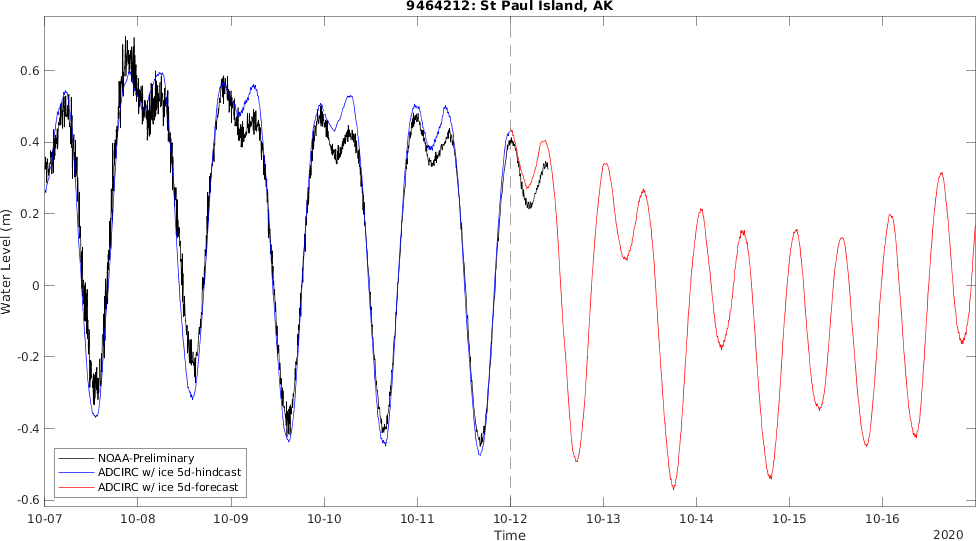 9464212: St Paul Island, AK
Water Level (m)
0.6
0.4
0.2
0
-0.2
-0.4
-0.6
NOAA-Preliminary
ADCIRC w/ ice 5d-hindcast
ADCIRC w/ ice 5d-forecast
10-07 10-08 10-09 10-10 10-11 10-12 10-13 10-14 10-15 10-16
Time
2020